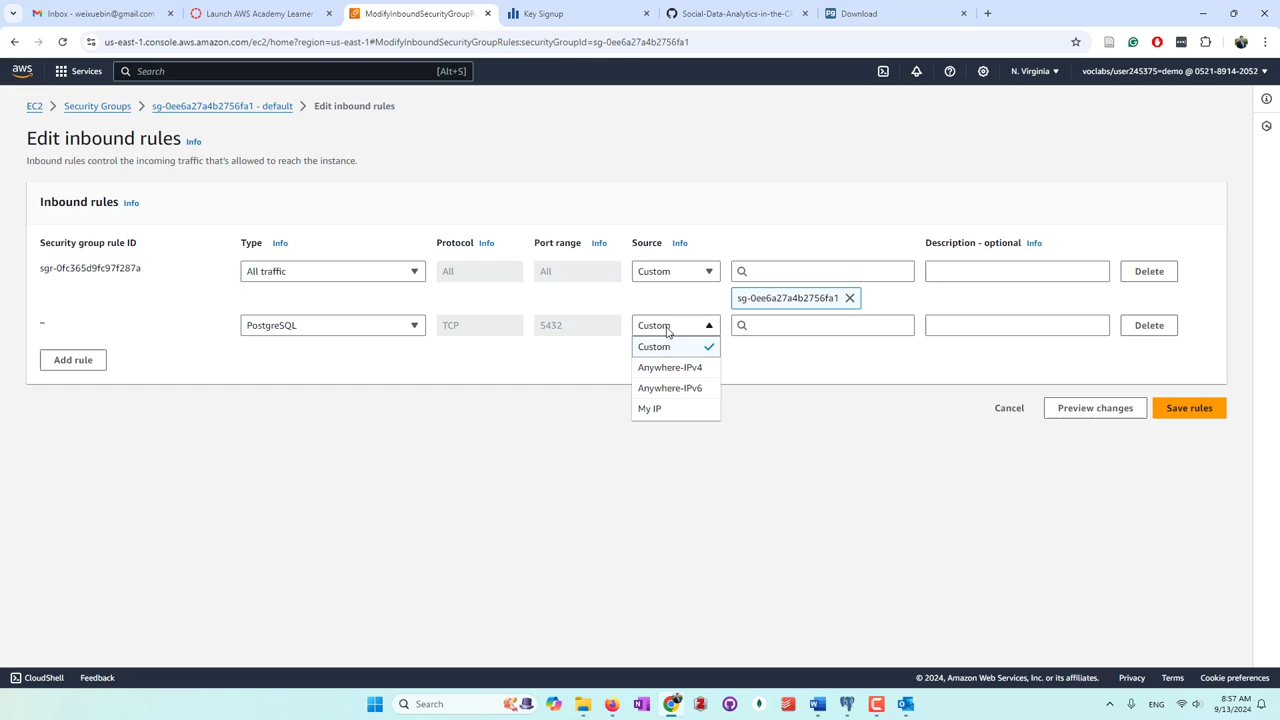 Inbox - weixuebin@gmail.com
Launch AWS Academy Learner
ModifyInboundSecurityGroupR
Key Signup
Social-Data-Analytics-in-the-C
Download
us-east-1.console.aws.amazon.com/ec2/home?region=us-east-1#ModifyInboundSecurityGroupRules:securityGroupId=sg-0ee6a27a4b2756fa1
aws
Services
Search
[Alt+S]
N. Virginia
voclabs/user245375=demo @ 0521-8914-2052
EC2
Security Groups
sg-0ee6a27a4b2756fa1 - default
Edit inbound rules
Edit inbound rules Info
Inbound rules control the incoming traffic that's allowed to reach the instance.
Inbound rules Info
Security group rule ID
Type Info
Protocol Info
Port range Info
Source Info
Description - optional Info
sgr-0fc365d9fc97f287a
All traffic
All
All
Custom
Delete
sg-0ee6a27a4b2756fa1
–
PostgreSQL
TCP
5432
Custom
Delete
Custom
Anywhere-IPv4
Anywhere-IPv6
My IP
Add rule
Cancel
Preview changes
Save rules
CloudShell
Feedback
© 2024, Amazon Web Services, Inc. or its affiliates.
Privacy
Terms
Cookie preferences
Search
ENG
8:57 AM
9/13/2024